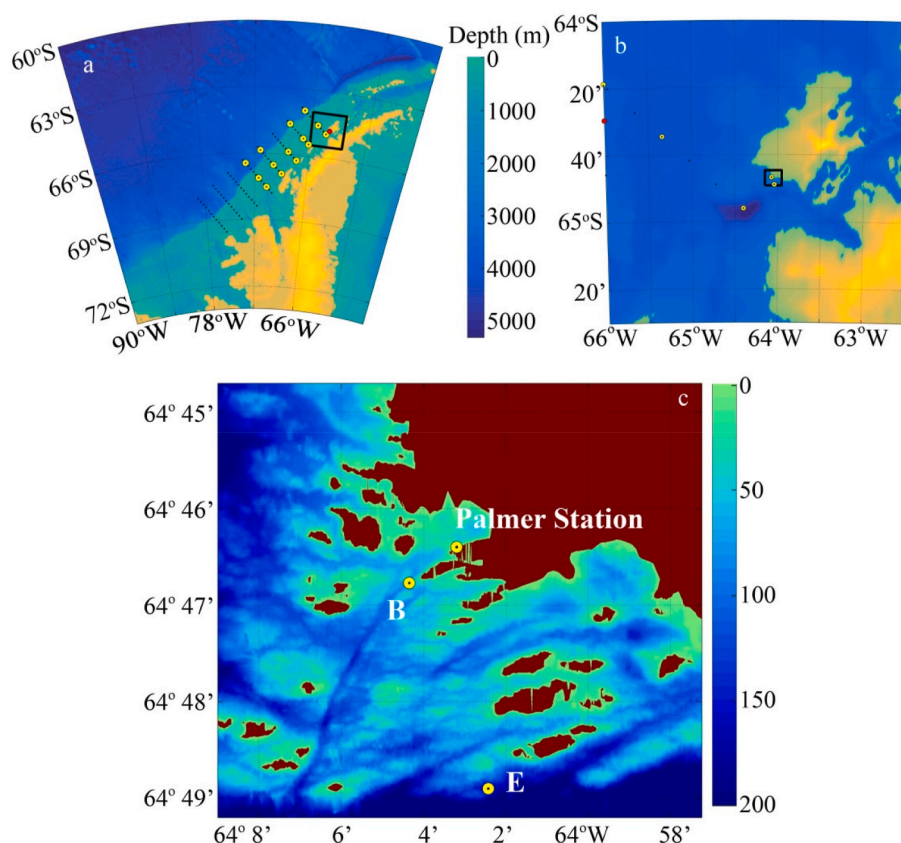 60°S
63°S
66°S
69°S
72°S
90°W
78°W
66°W
a
Depth (m)
0
1000
2000
3000
4000
5000
b
64°S
20’
40’
65°S
20’
66°W
65°W
64°W
63°W
c
64° 45’
64° 46’
64° 47’
64° 48’
64° 49’
64° 8’
6’
4’
2’
64°W
58’
Palmer Station
B
E
0
50
100
150
200